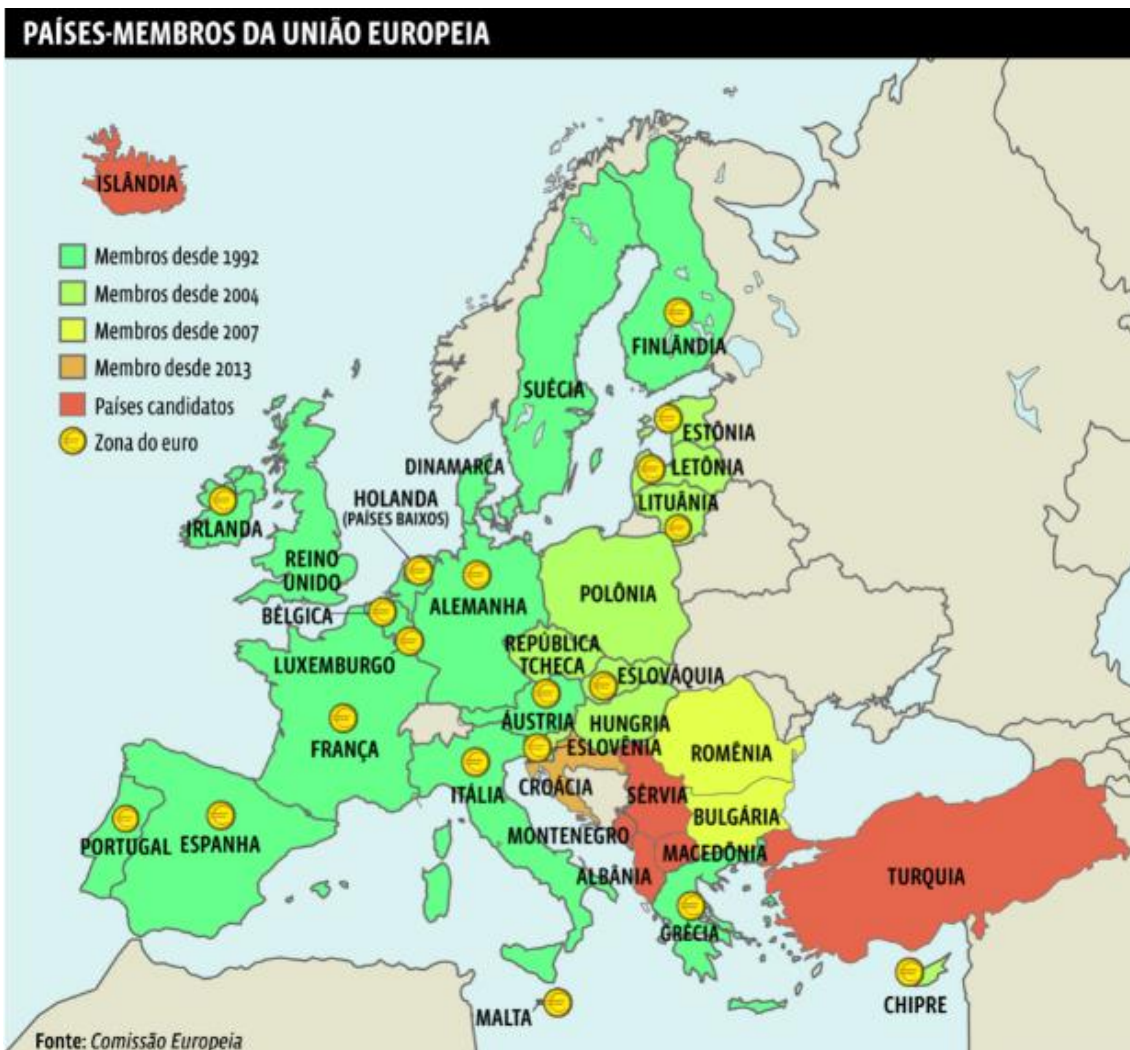 PAÍSES-MEMBROS DA UNIÃO EUROPEIA
ISLÂNDIA
Membros desde 1992
Membros desde 2004
Membros desde 2007
Membro desde 2013
Países candidatos
Zona do euro
FINLÂNDIA
SUÉCIA
ESTÔNIA
LETÔNIA
LITUÂNIA
DINAMARCA
HOLANDA
(PAÍSES BAIXOS)
IRLANDA
REINO
UNIDO
BÉLGICA
ALEMANHA
POLÔNIA
LUXEMBURGO
REPÚBLICA
TCHECA
ESLOVÁQUIA
ÁUSTRIA
HUNGRIA
FRANÇA
ESLOVÊNIA
ROMÊNIA
ITÁLIA
CROÁCIA
SÉRVIA
BULGÁRIA
PORTUGAL
ESPANHA
MONTENEGRO
MACEDÔNIA
ALBÂNIA
TURQUIA
GRÉCIA
CHIPRE
MALTA
Fonte: Comissão Europeia